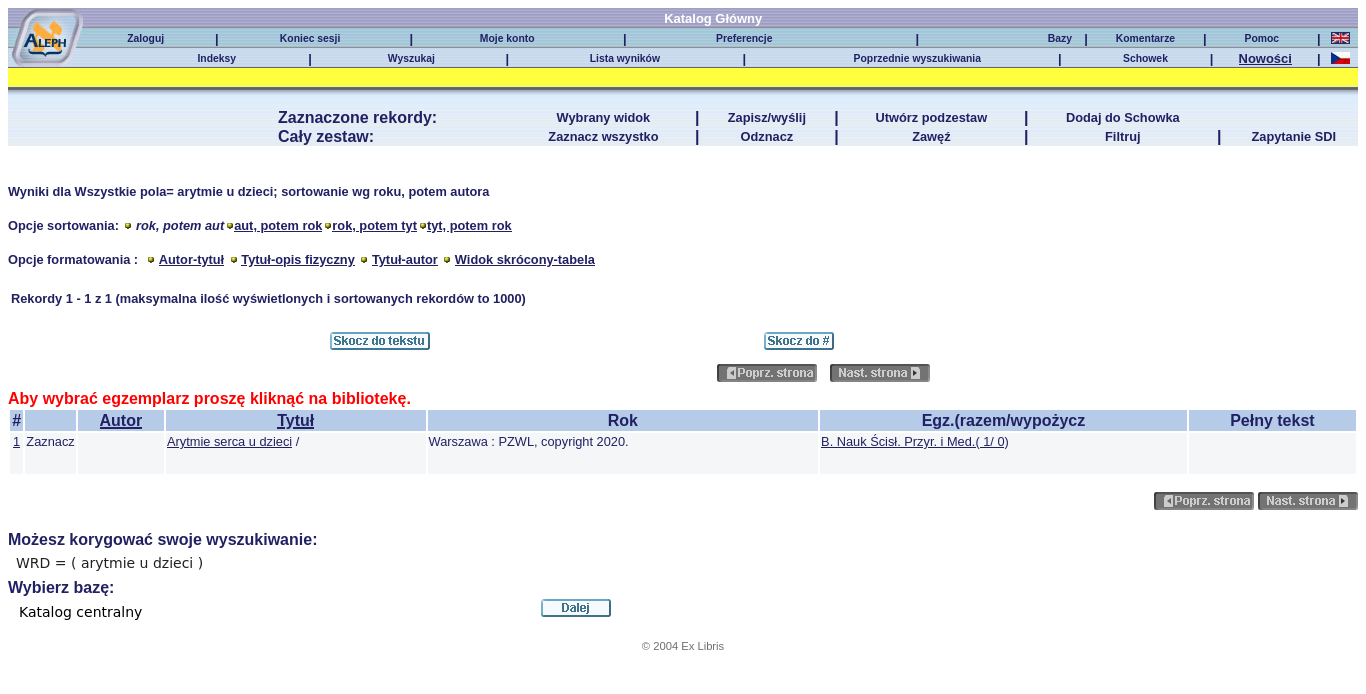 Katalog Główny
ALEPH
Zaloguj | Koniec sesji | Moje konto | Preferencje | Bazy | Komentarze | Pomoc |
Indeksy | Wyszukaj | Lista wyników | Poprzednie wyszukiwania | Schowek | Nowości |
Zaznaczone rekordy: Wybrany widok | Zapisz/wyślij | Utwórz podzestaw | Dodaj do Schowka
Cały zestaw: Zaznacz wszystko | Odznacz | Zawęź | Filtruj | Zapytanie SDI
Wyniki dla Wszystkie pola= arytmie u dzieci; sortowanie wg roku, potem autora
Opcje sortowania: rok, potem aut aut, potem rok rok, potem tyt tyt, potem rok
Opcje formatowania : Autor-tytuł Tytuł-opis fizyczny Tytuł-autor Widok skrócony-tabela
Rekordy 1 - 1 z 1 (maksymalna ilość wyświetlonych i sortowanych rekordów to 1000)
Skocz do tekstu Skocz do #
Poprz. strona Nast. strona
Aby wybrać egzemplarz proszę kliknąć na bibliotekę.
# Autor Tytuł Rok Egz.(razem/wypożycz Pełny tekst
1 Zaznacz Arytmie serca u dzieci / Warszawa : PZWL, copyright 2020. B. Nauk Ścisł. Przyr. i Med.( 1/ 0)
Poprz. strona Nast. strona
Możesz korygować swoje wyszukiwanie:
WRD = ( arytmie u dzieci )
Wybierz bazę:
Katalog centralny Dalej
© 2004 Ex Libris